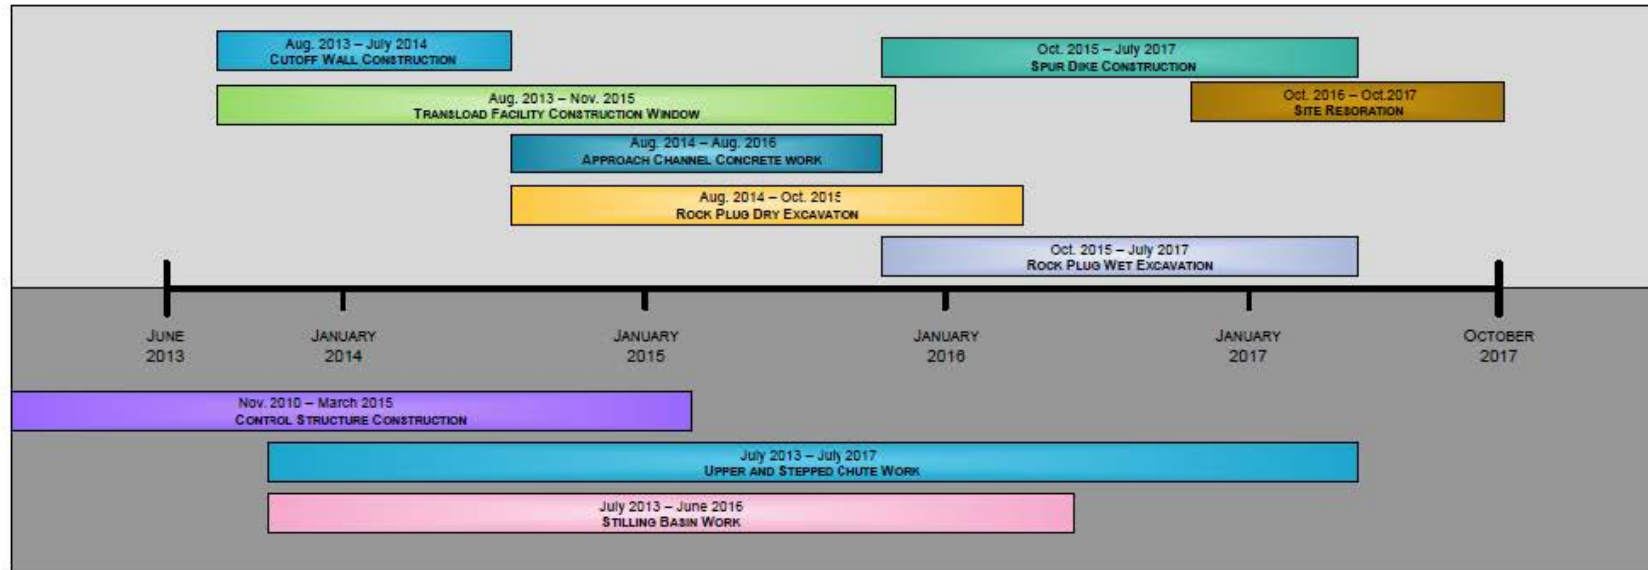 Aug. 2013 – July 2014
CUTOFF WALL CONSTRUCTION
Oct. 2015 – July 2017
SPUR DIKE CONSTRUCTION
Aug. 2013 – Nov. 2015
TRANSLOAD FACILITY CONSTRUCTION WINDOW
Oct. 2016 – Oct.2017
SITE RESORATION
Aug. 2014 – Aug. 2016
APPROACH CHANNEL CONCRETE WORK
Aug. 2014 – Oct. 2015
ROCK PLUG DRY EXCAVATON
Oct. 2015 – July 2017
ROCK PLUG WET EXCAVATION
JUNE
2013
JANUARY
2014
JANUARY
2015
JANUARY
2016
JANUARY
2017
OCTOBER
2017
Nov. 2010 – March 2015
CONTROL STRUCTURE CONSTRUCTION
July 2013 – July 2017
UPPER AND STEPPED CHUTE WORK
July 2013 – June 2016
STILLING BASIN WORK